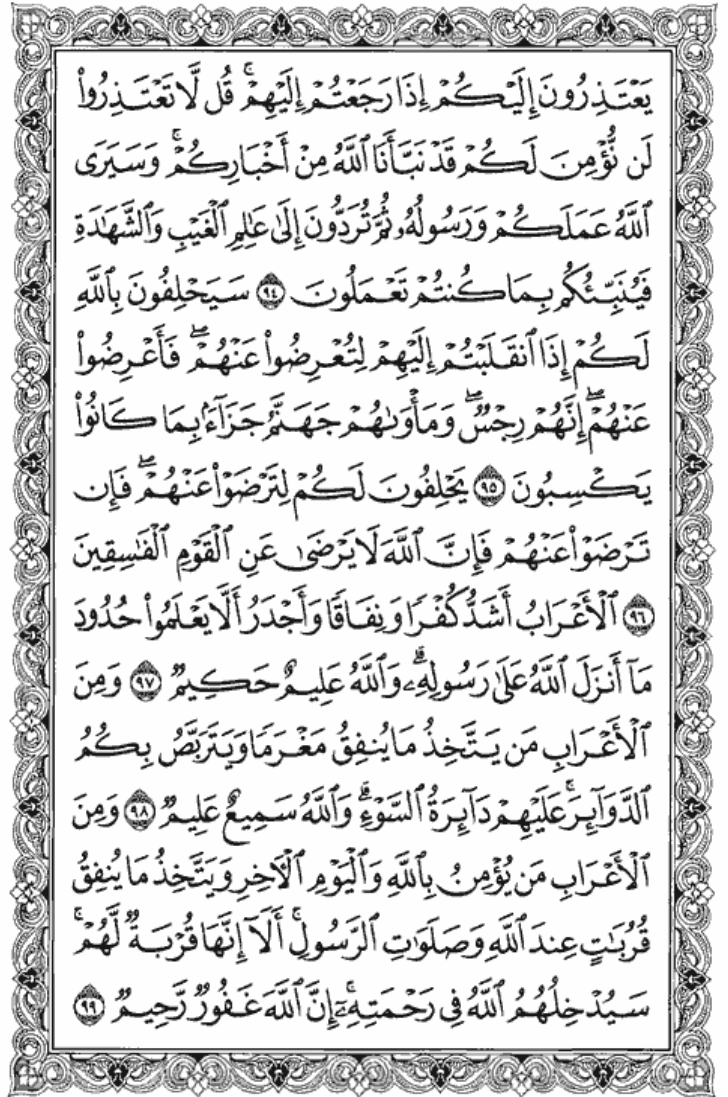 يَعْتَذِرُونَ إِلَيْكُمْ إِذَا رَجَعْتُمْ إِلَيْهِمْ ۚ قُل لَّا تَعْتَذِرُوا۟
لَن نُّؤْمِنَ لَكُمْ قَدْ نَبَّأَنَا ٱللَّهُ مِنْ أَخْبَارِكُمْ ۚ وَسَيَرَى
ٱللَّهُ عَمَلَكُمْ وَرَسُولُهُۥ ثُمَّ تُرَدُّونَ إِلَىٰ عَـٰلِمِ ٱلْغَيْبِ وَٱلشَّهَـٰدَةِ
فَيُنَبِّئُكُم بِمَا كُنتُمْ تَعْمَلُونَ ٩٤ سَيَحْلِفُونَ بِٱللَّهِ
لَكُمْ إِذَا ٱنقَلَبْتُمْ إِلَيْهِمْ لِتُعْرِضُوا۟ عَنْهُمْ ۖ فَأَعْرِضُوا۟
عَنْهُمْ ۖ إِنَّهُمْ رِجْسٌ ۖ وَمَأْوَىٰهُمْ جَهَنَّمُ جَزَآءًۢ بِمَا كَانُوا۟
يَكْسِبُونَ ٩٥ يَحْلِفُونَ لَكُمْ لِتَرْضَوْا۟ عَنْهُمْ ۖ فَإِن
تَرْضَوْا۟ عَنْهُمْ فَإِنَّ ٱللَّهَ لَا يَرْضَىٰ عَنِ ٱلْقَوْمِ ٱلْفَـٰسِقِينَ
٩٦ ٱلْأَعْرَابُ أَشَدُّ كُفْرًا وَنِفَاقًا وَأَجْدَرُ أَلَّا يَعْلَمُوا۟ حُدُودَ
مَآ أَنزَلَ ٱللَّهُ عَلَىٰ رَسُولِهِۦ ۗ وَٱللَّهُ عَلِيمٌ حَكِيمٌ ٩٧ وَمِنَ
ٱلْأَعْرَابِ مَن يَتَّخِذُ مَا يُنفِقُ مَغْرَمًا وَيَتَرَبَّصُ بِكُمُ
ٱلدَّوَآئِرَ ۚ عَلَيْهِمْ دَآئِرَةُ ٱلسَّوْءِ ۗ وَٱللَّهُ سَمِيعٌ عَلِيمٌ ٩٨ وَمِنَ
ٱلْأَعْرَابِ مَن يُؤْمِنُ بِٱللَّهِ وَٱلْيَوْمِ ٱلْـَٔاخِرِ وَيَتَّخِذُ مَا يُنفِقُ
قُرُبَـٰتٍ عِندَ ٱللَّهِ وَصَلَوَٰتِ ٱلرَّسُولِ ۚ أَلَآ إِنَّهَا قُرْبَةٌ لَّهُمْ ۚ
سَيُدْخِلُهُمُ ٱللَّهُ فِى رَحْمَتِهِۦٓ ۗ إِنَّ ٱللَّهَ غَفُورٌ رَّحِيمٌ ٩٩